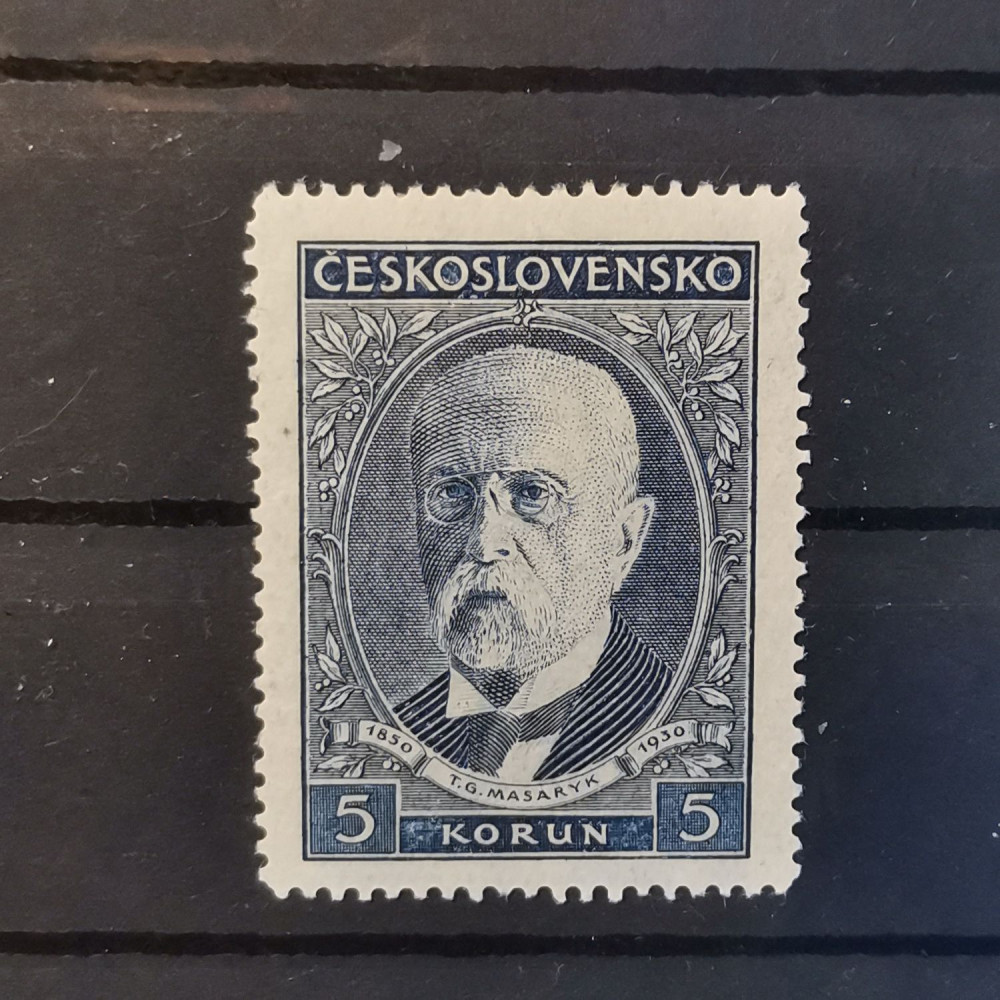 ČESKOSLOVENSKO
1850
T.G. MASARYK
1930
5
KORUN
5